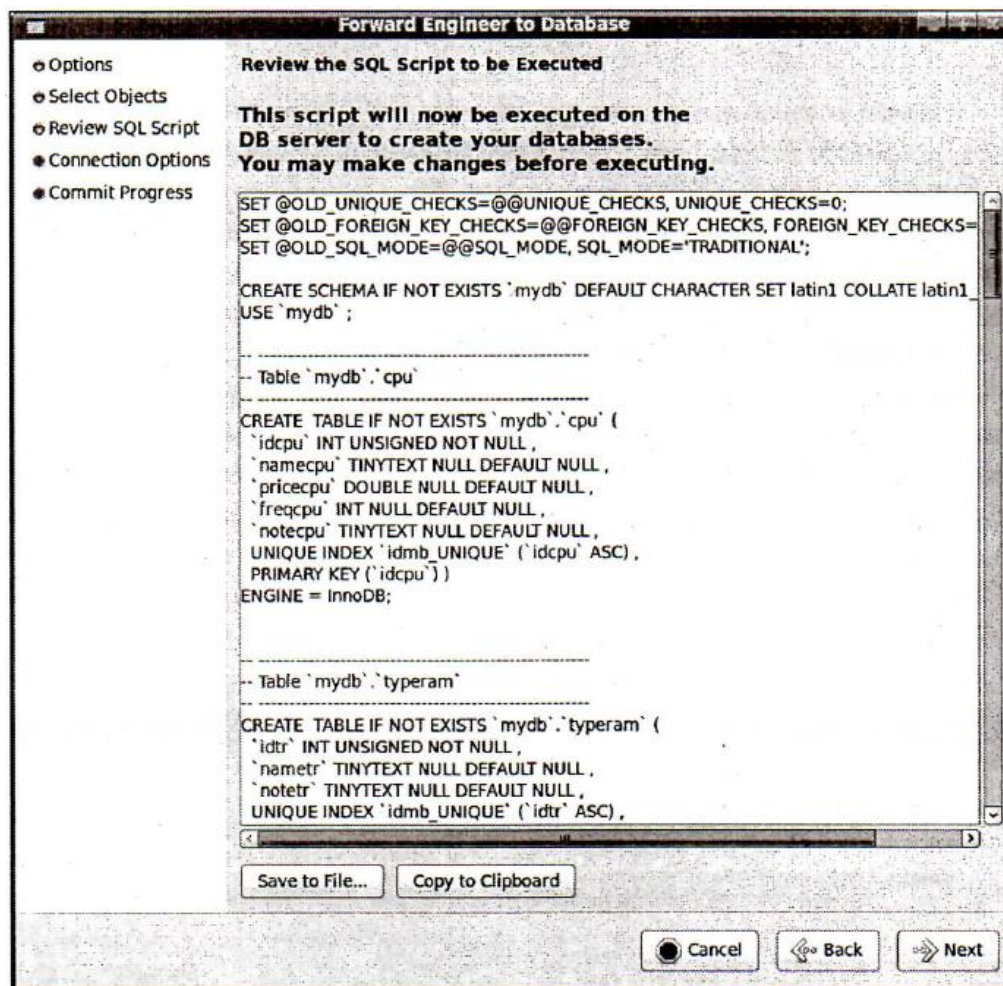 Forward Engineer to Database
Options
Select Objects
Review SQL Script
Connection Options
Commit Progress
Review the SQL Script to be Executed
This script will now be executed on the
DB server to create your databases.
You may make changes before executing.
SET @OLD_UNIQUE_CHECKS=@@UNIQUE_CHECKS, UNIQUE_CHECKS=0;
SET @OLD_FOREIGN_KEY_CHECKS=@@FOREIGN_KEY_CHECKS, FOREIGN_KEY_CHECKS=
SET @OLD_SQL_MODE=@@SQL_MODE, SQL_MODE='TRADITIONAL';
CREATE SCHEMA IF NOT EXISTS `mydb` DEFAULT CHARACTER SET latin1 COLLATE latin1_
USE `mydb` ;
-- -----------------------------------------------------
-- Table `mydb`.`cpu`
-- -----------------------------------------------------
CREATE  TABLE IF NOT EXISTS `mydb`.`cpu` (
`idcpu` INT UNSIGNED NOT NULL ,
`namecpu` TINYTEXT NULL DEFAULT NULL ,
`pricecpu` DOUBLE NULL DEFAULT NULL ,
`freqcpu` INT NULL DEFAULT NULL ,
`notecpu` TINYTEXT NULL DEFAULT NULL ,
UNIQUE INDEX `idmb_UNIQUE` (`idcpu` ASC) ,
PRIMARY KEY (`idcpu`) )
ENGINE = InnoDB;
-- -----------------------------------------------------
-- Table `mydb`.`typeram`
-- -----------------------------------------------------
CREATE  TABLE IF NOT EXISTS `mydb`.`typeram` (
`idtr` INT UNSIGNED NOT NULL ,
`nametr` TINYTEXT NULL DEFAULT NULL ,
`notetr` TINYTEXT NULL DEFAULT NULL ,
UNIQUE INDEX `idmb_UNIQUE` (`idtr` ASC) ,
Save to File...
Copy to Clipboard
Cancel
Back
Next